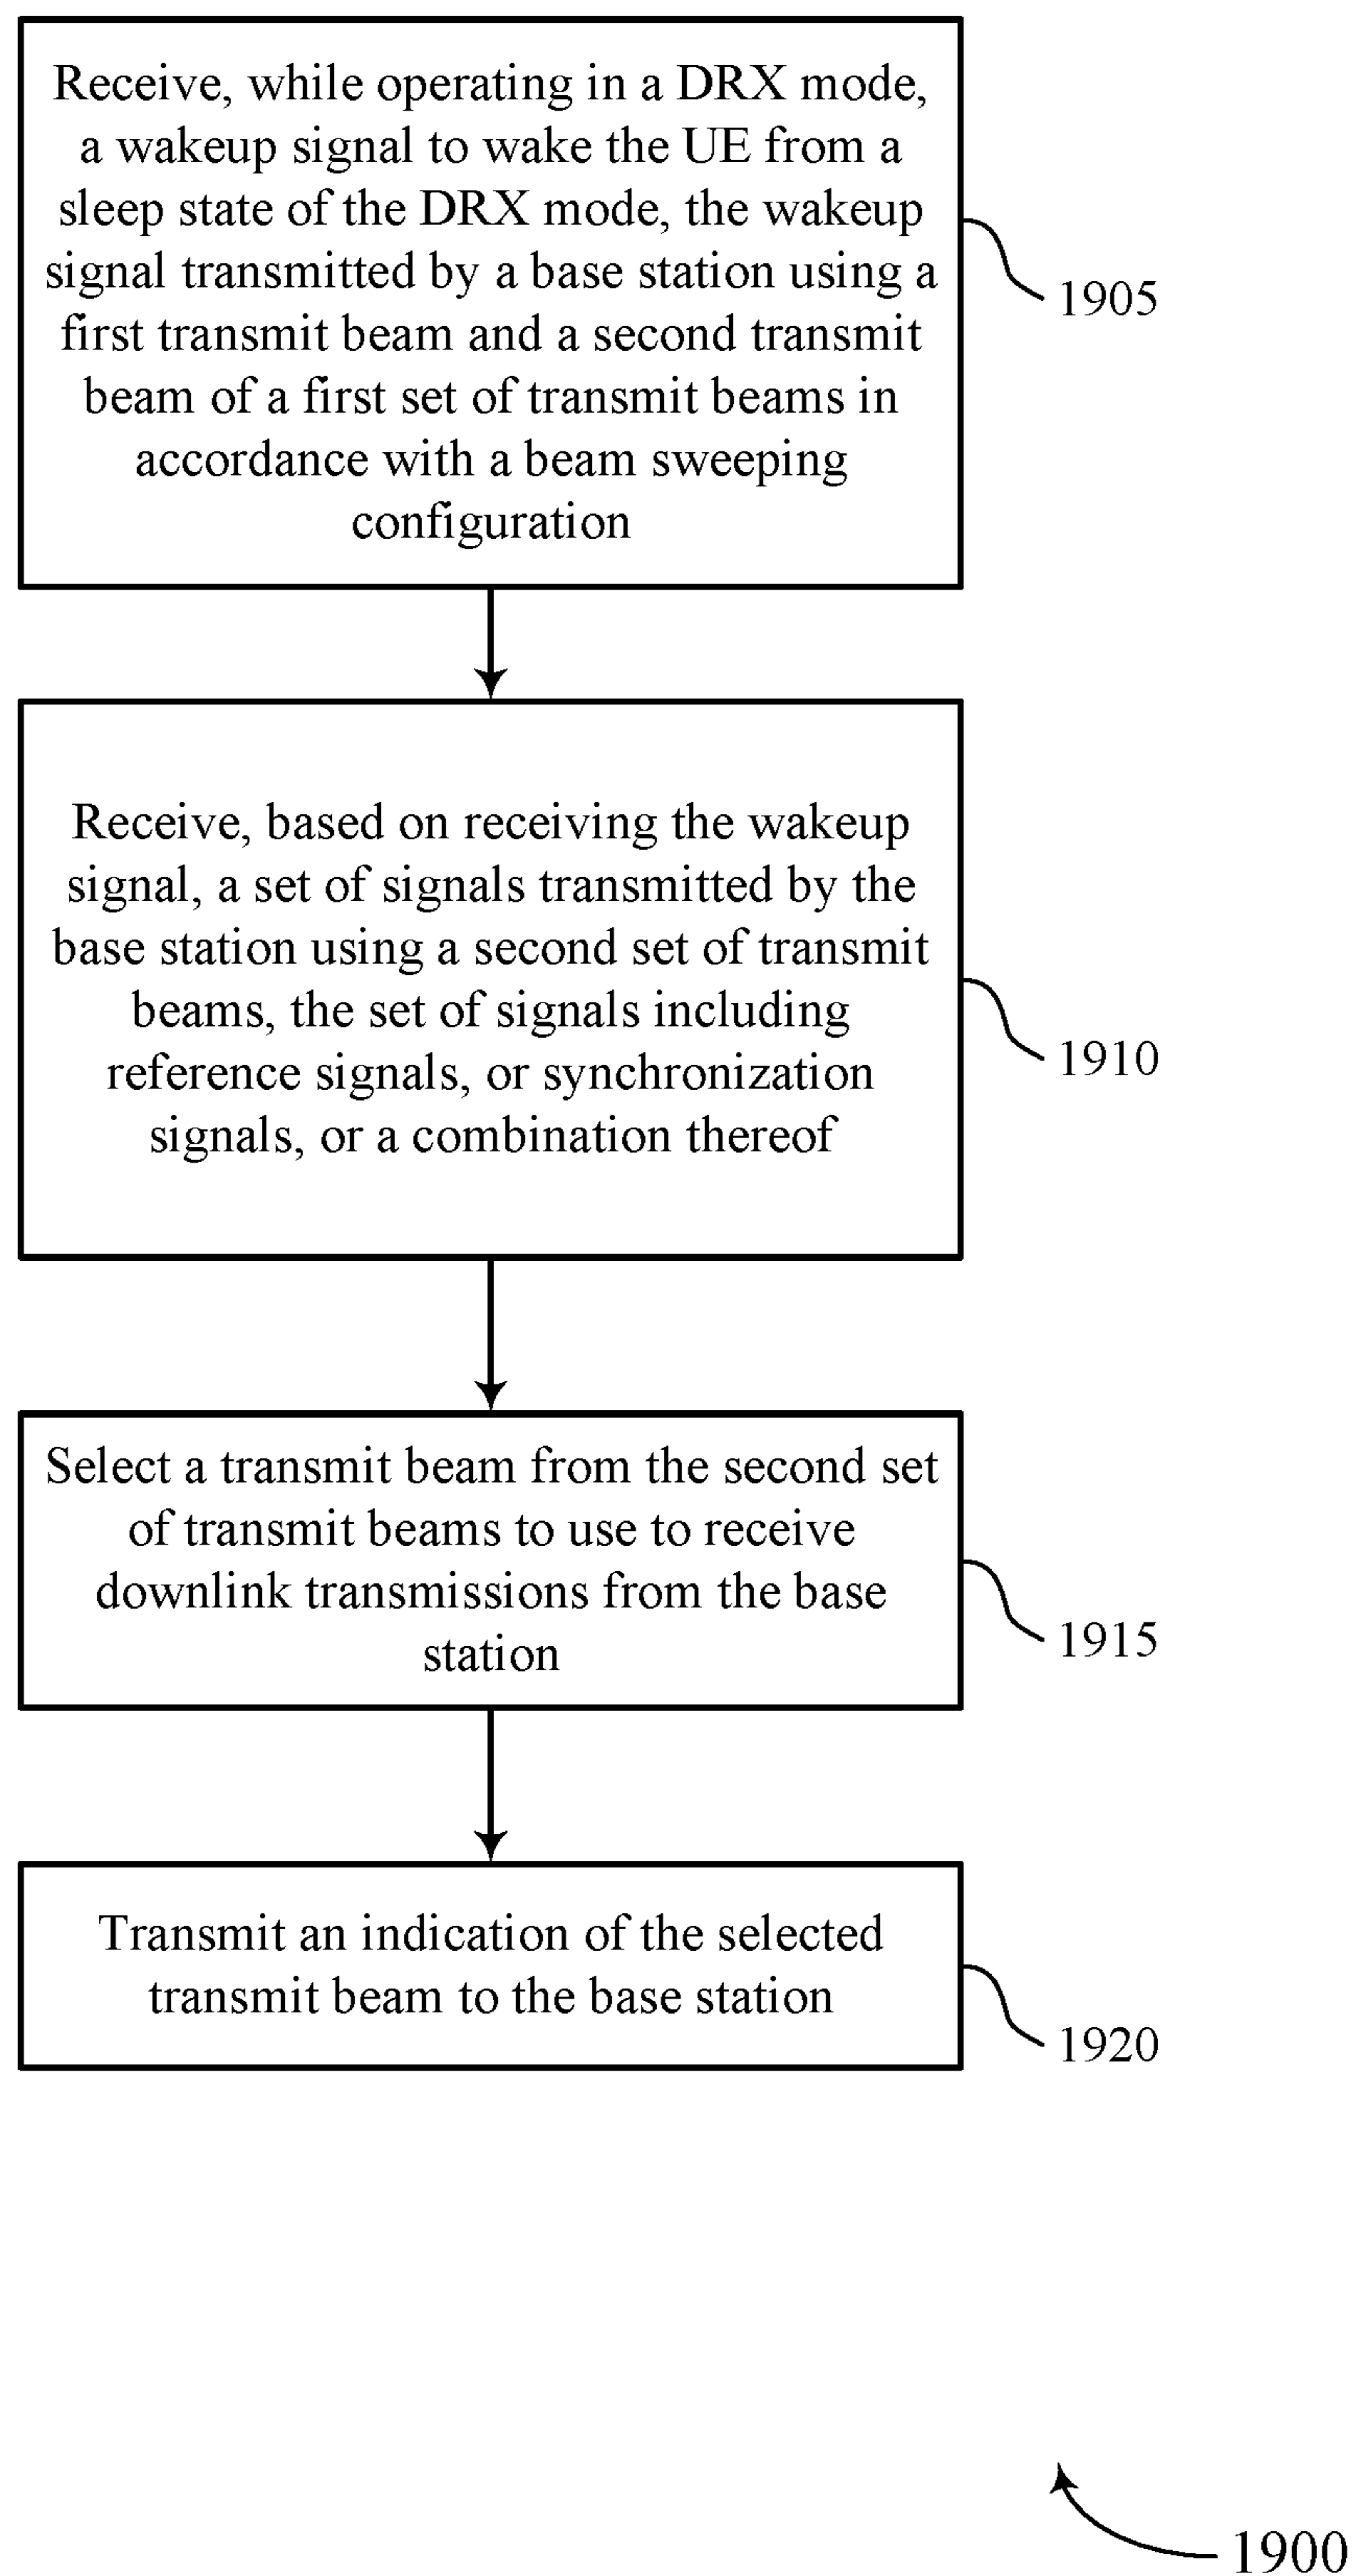 Receive, while operating in a DRX mode,
a wakeup signal to wake the UE from a
sleep state of the DRX mode, the wakeup
signal transmitted by a base station using a
first transmit beam and a second transmit
beam of a first set of transmit beams in
accordance with a beam sweeping
configuration
1905
Receive, based on receiving the wakeup
signal, a set of signals transmitted by the
base station using a second set of transmit
beams, the set of signals including
reference signals, or synchronization
signals, or a combination thereof
1910
Select a transmit beam from the second set
of transmit beams to use to receive
downlink transmissions from the base
station
1915
Transmit an indication of the selected
transmit beam to the base station
1920
1900